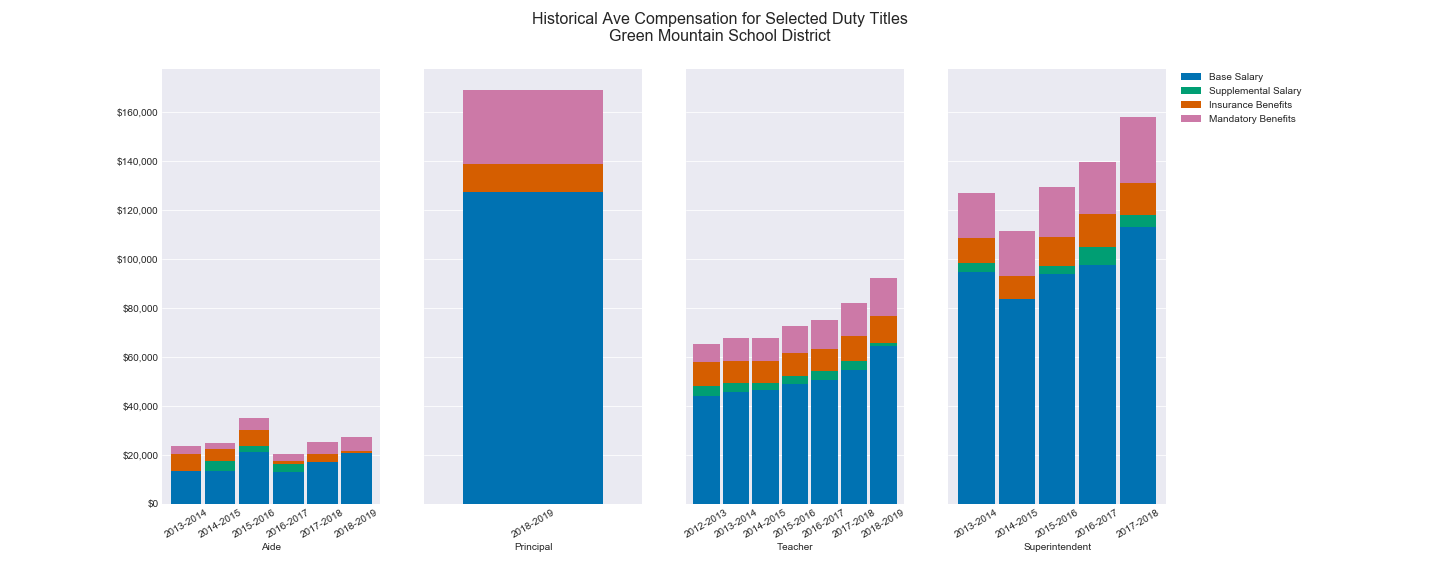 Historical Ave Compensation for Selected Duty Titles
Green Mountain School District
Base Salary
Supplemental Salary
Insurance Benefits
Mandatory Benefits
$160,000
$140,000
$120,000
$100,000
$80,000
$60,000
$40,000
$20,000
$0
2013-2014
2014-2015
2015-2016
2016-2017
2017-2018
2018-2019
Aide
2018-2019
Principal
2012-2013
2013-2014
2014-2015
2015-2016
2016-2017
2017-2018
2018-2019
Teacher
2013-2014
2014-2015
2015-2016
2016-2017
2017-2018
Superintendent